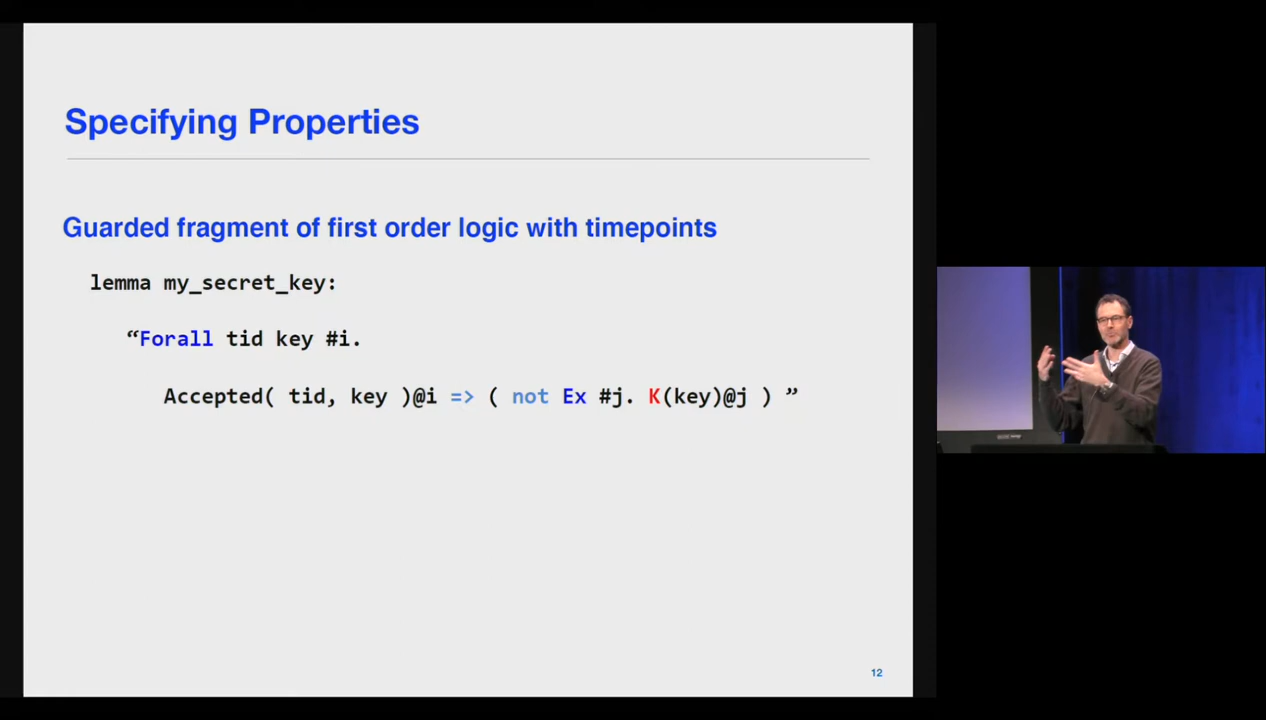 Specifying Properties
Guarded fragment of first order logic with timepoints
lemma my_secret_key:
“Forall tid key #i.
Accepted( tid, key )@i => ( not Ex #j. K(key)@j ) ”
12